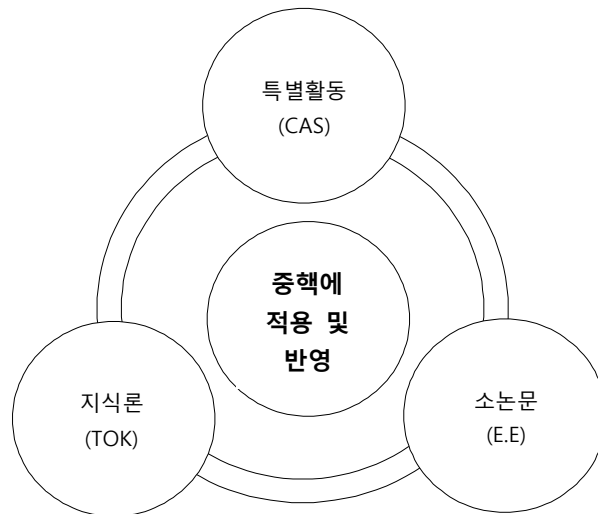 특별활동
(CAS)
중핵에
적용 및
반영
지식론
(TOK)
소논문
(E.E)